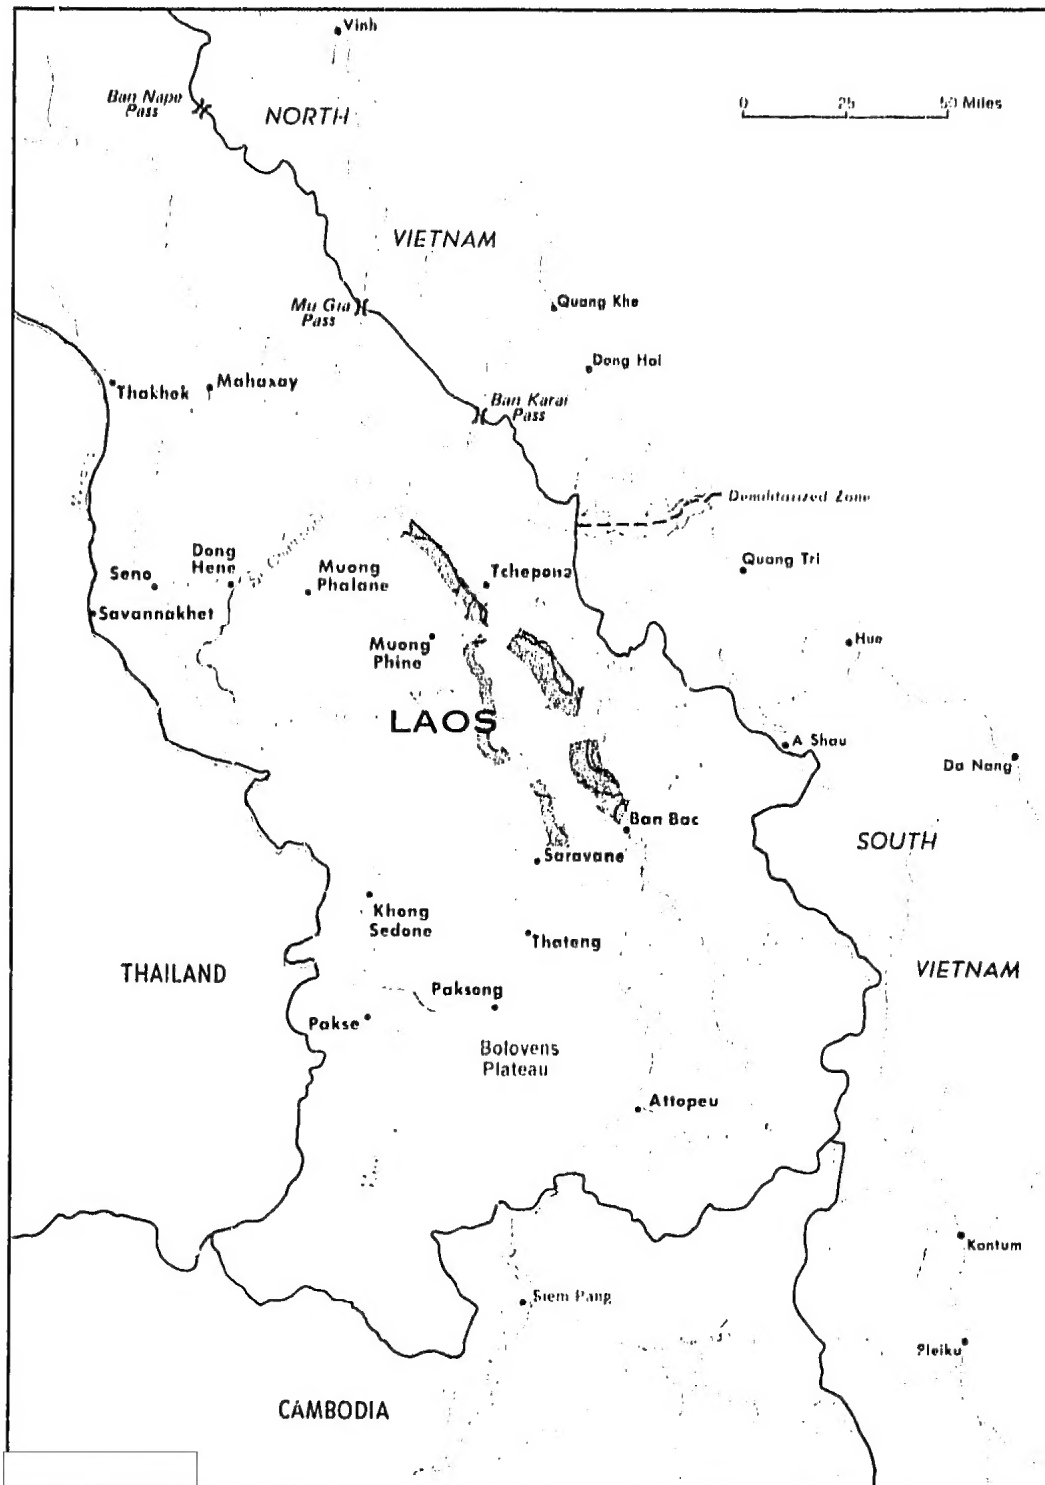 Vinh
Ban Nape
Pass
NORTH
0 25 50 Miles
VIETNAM
Mu Gia
Pass
Quang Khe
Dong Hoi
Thakhek
Mahaxay
Ban Karai
Pass
Demilitarized Zone
Dong
Hene
Seno
Muong
Phalane
Tchepone
Quang Tri
Savannakhet
Muong
Phine
Hue
LAOS
A Shau
Da Nang
Ban Bac
SOUTH
Saravane
Khong
Sedone
Thateng
THAILAND
VIETNAM
Paksong
Pakse
Bolovens
Plateau
Attopeu
Kontum
Siem Pang
Pleiku
CAMBODIA